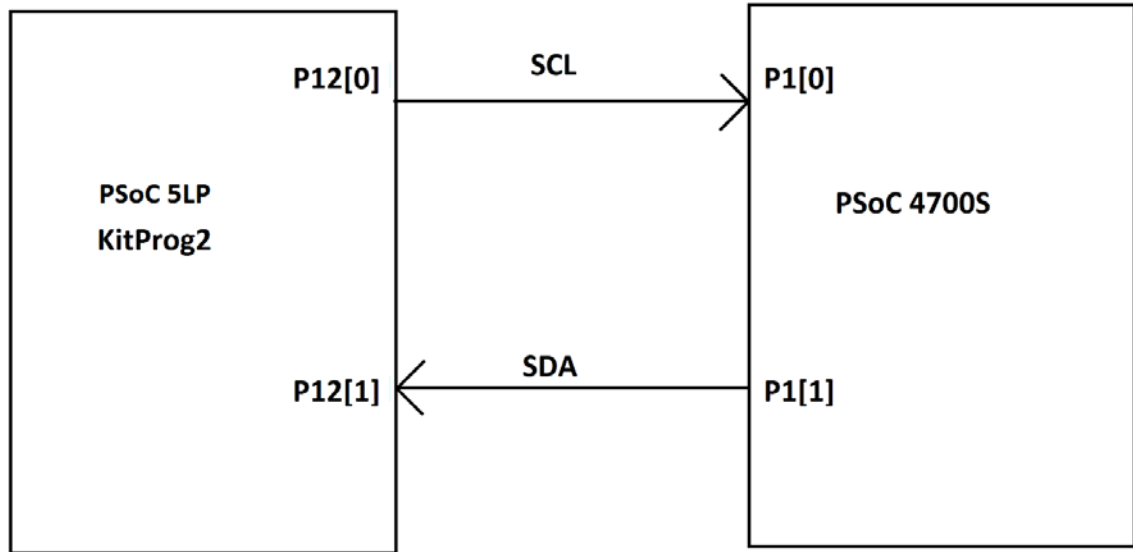 SCL
P12[0]
P1[0]
PSoC 5LP
KitProg2
PSoC 4700S
SDA
P12[1]
P1[1]